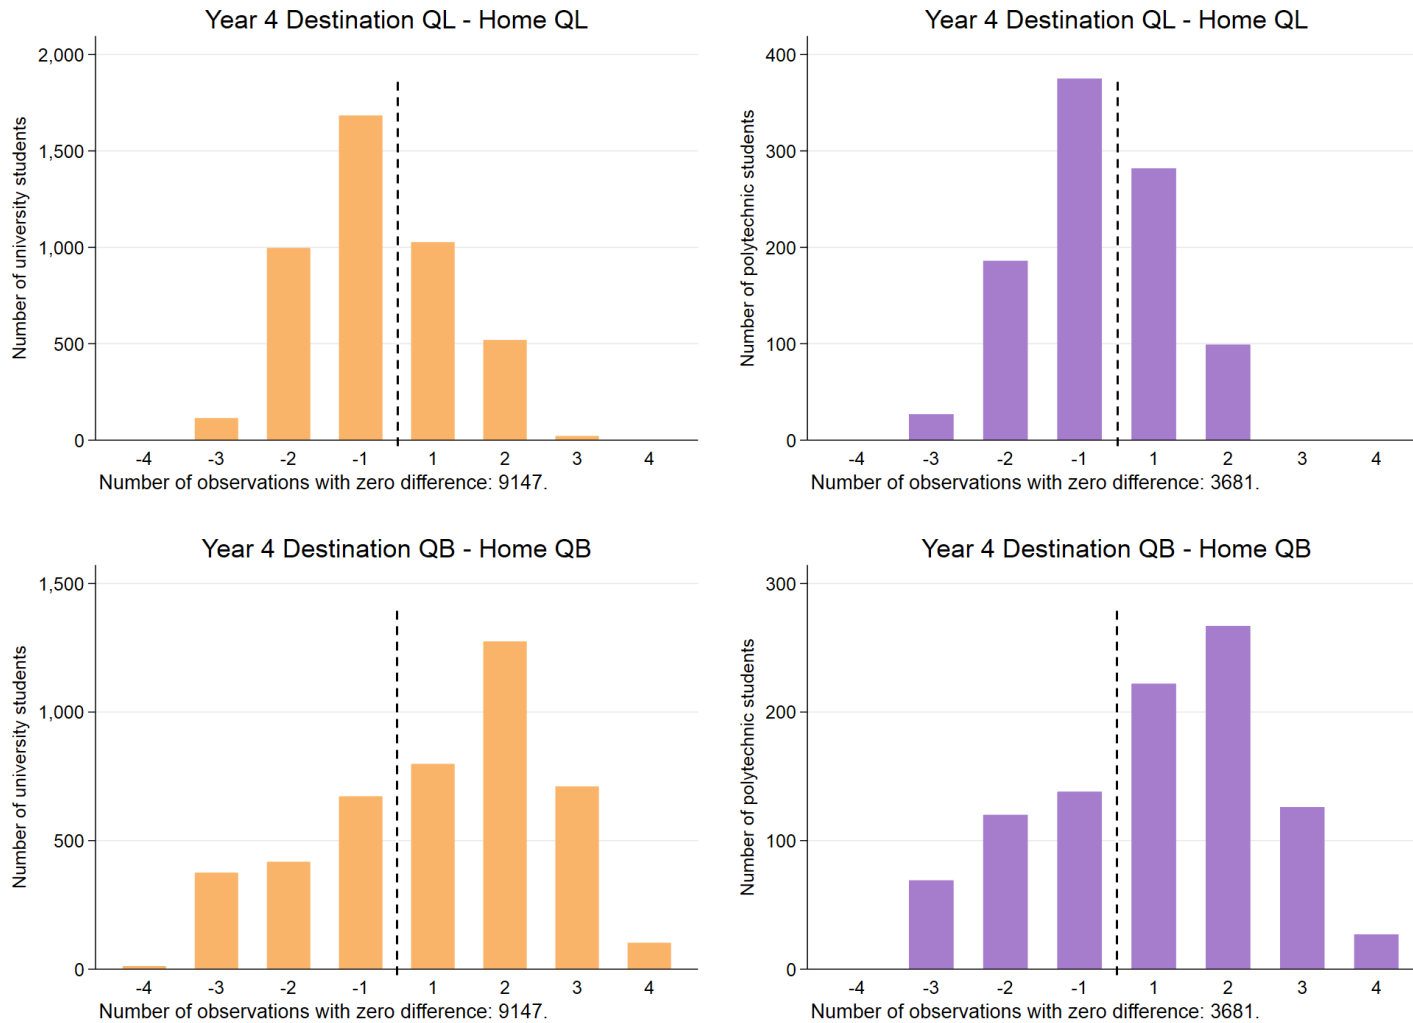 Year 4 Destination QL - Home QL
Number of university students
2,000
1,500
1,000
500
0
-4 -3 -2 -1 1 2 3 4
Number of observations with zero difference: 9147.
Year 4 Destination QL - Home QL
Number of polytechnic students
400
300
200
100
0
-4 -3 -2 -1 1 2 3 4
Number of observations with zero difference: 3681.
Year 4 Destination QB - Home QB
Number of university students
1,500
1,000
500
0
-4 -3 -2 -1 1 2 3 4
Number of observations with zero difference: 9147.
Year 4 Destination QB - Home QB
Number of polytechnic students
300
200
100
0
-4 -3 -2 -1 1 2 3 4
Number of observations with zero difference: 3681.